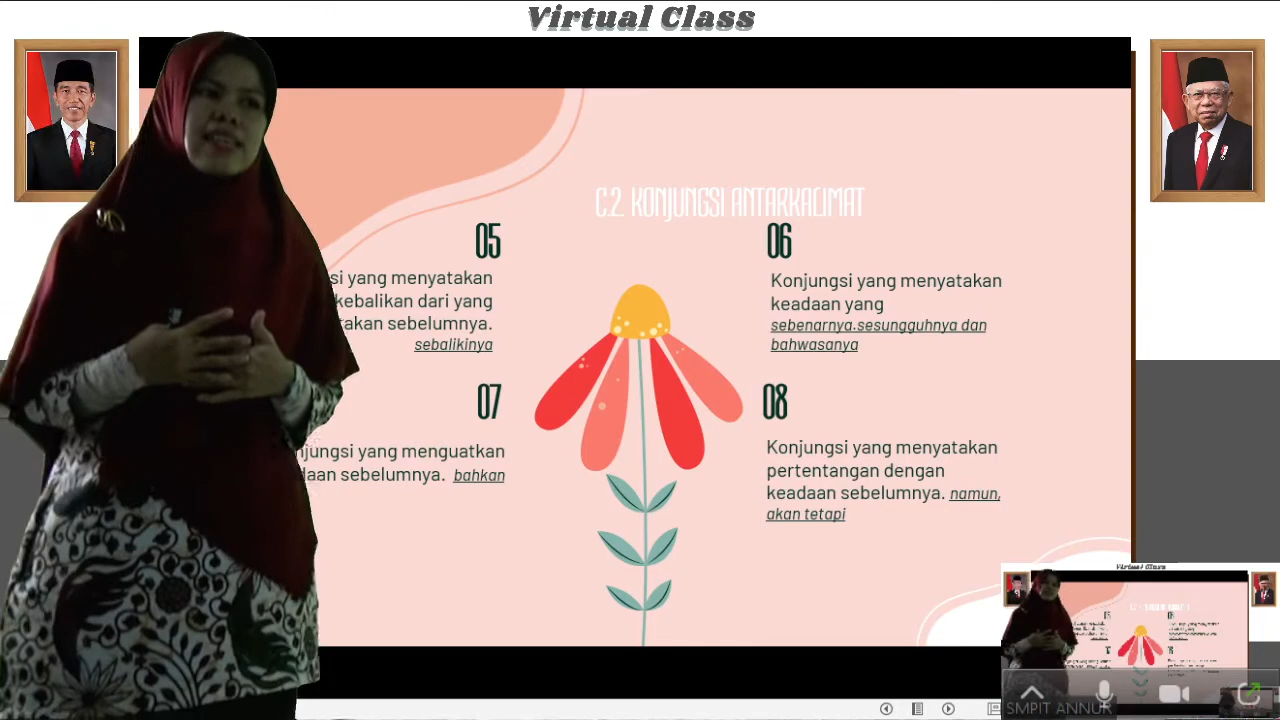 Virtual Class
C.2. KONJUNGSI ANTARKALIMAT
05
si yang menyatakan
kebalikan dari yang
takan sebelumnya.
sebalikinya
06
Konjungsi yang menyatakan
keadaan yang
sebenarnya.sesungguhnya dan
bahwasanya
07
njungsi yang menguatkan
daan sebelumnya. bahkan
08
Konjungsi yang menyatakan
pertentangan dengan
keadaan sebelumnya. namun,
akan tetapi
Virtual Class
SMPIT ANNUR